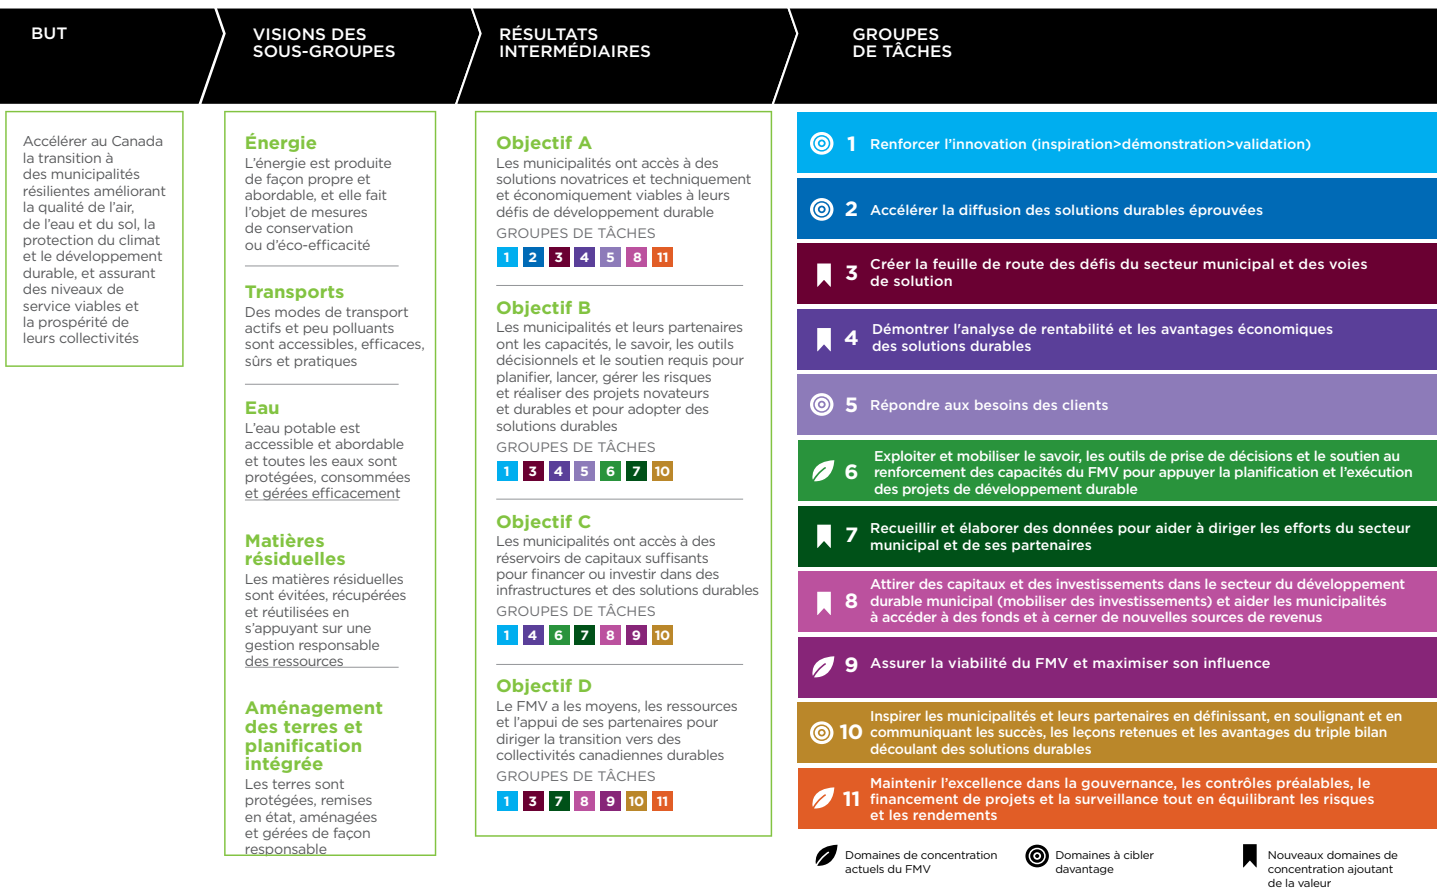 BUT
VISIONS DES
SOUS-GROUPES
RÉSULTATS
INTERMÉDIAIRES
GROUPES
DE TÂCHES
Accélérer au Canada
la transition à
des municipalités
résilientes améliorant
la qualité de l'air,
de l'eau et du sol, la
protection du climat
et le développement
durable, et assurant
des niveaux de
service viables et
la prospérité de
leurs collectivités
Énergie
L'énergie est produite
de façon propre et
abordable, et elle fait
l'objet de mesures
de conservation
ou d'éco-efficacité
Transports
Des modes de transport
actifs et peu polluants
sont accessibles, efficaces,
sûrs et pratiques
Eau
L'eau potable est
accessible et abordable
et toutes les eaux sont
protégées, consommées
et gérées efficacement
Matières
résiduelles
Les matières résiduelles
sont évitées, récupérées
et réutilisées en
s'appuyant sur une
gestion responsable
des ressources
Aménagement
des terres et
planification
intégrée
Les terres sont
protégées, remises
en état, aménagées
et gérées de façon
responsable
Objectif A
Les municipalités ont accès à des
solutions novatrices et techniquement
et économiquement viables à leurs
défis de développement durable
GROUPES DE TÂCHES
1 2 3 4 5 8 11
Objectif B
Les municipalités et leurs partenaires
ont les capacités, le savoir, les outils
décisionnels et le soutien requis pour
planifier, lancer, gérer les risques
et réaliser des projets novateurs
et durables et pour adopter des
solutions durables
GROUPES DE TÂCHES
1 3 4 5 6 7 10
Objectif C
Les municipalités ont accès à des
réservoirs de capitaux suffisants
pour financer ou investir dans des
infrastructures et des solutions durables
GROUPES DE TÂCHES
1 4 6 7 8 9 10
Objectif D
Le FMV a les moyens, les ressources
et l'appui de ses partenaires pour
diriger la transition vers des
collectivités canadiennes durables
GROUPES DE TÂCHES
1 3 7 8 9 10 11
1 Renforcer l'innovation (inspiration>démonstration>validation)
2 Accélérer la diffusion des solutions durables éprouvées
3 Créer la feuille de route des défis du secteur municipal et des voies
de solution
4 Démontrer l'analyse de rentabilité et les avantages économiques
des solutions durables
5 Répondre aux besoins des clients
6 Exploiter et mobiliser le savoir, les outils de prise de décisions et le soutien au
renforcement des capacités du FMV pour appuyer la planification et l'exécution
des projets de développement durable
7 Recueillir et élaborer des données pour aider à diriger les efforts du secteur
municipal et de ses partenaires
8 Attirer des capitaux et des investissements dans le secteur du développement
durable municipal (mobiliser des investissements) et aider les municipalités
à accéder à des fonds et à cerner de nouvelles sources de revenus
9 Assurer la viabilité du FMV et maximiser son influence
10 Inspirer les municipalités et leurs partenaires en définissant, en soulignant et en
communiquant les succès, les leçons retenues et les avantages du triple bilan
découlant des solutions durables
11 Maintenir l'excellence dans la gouvernance, les contrôles préalables, le
financement de projets et la surveillance tout en équilibrant les risques
et les rendements
Domaines de concentration
actuels du FMV
Domaines à cibler
davantage
Nouveaux domaines de
concentration ajoutant
de la valeur